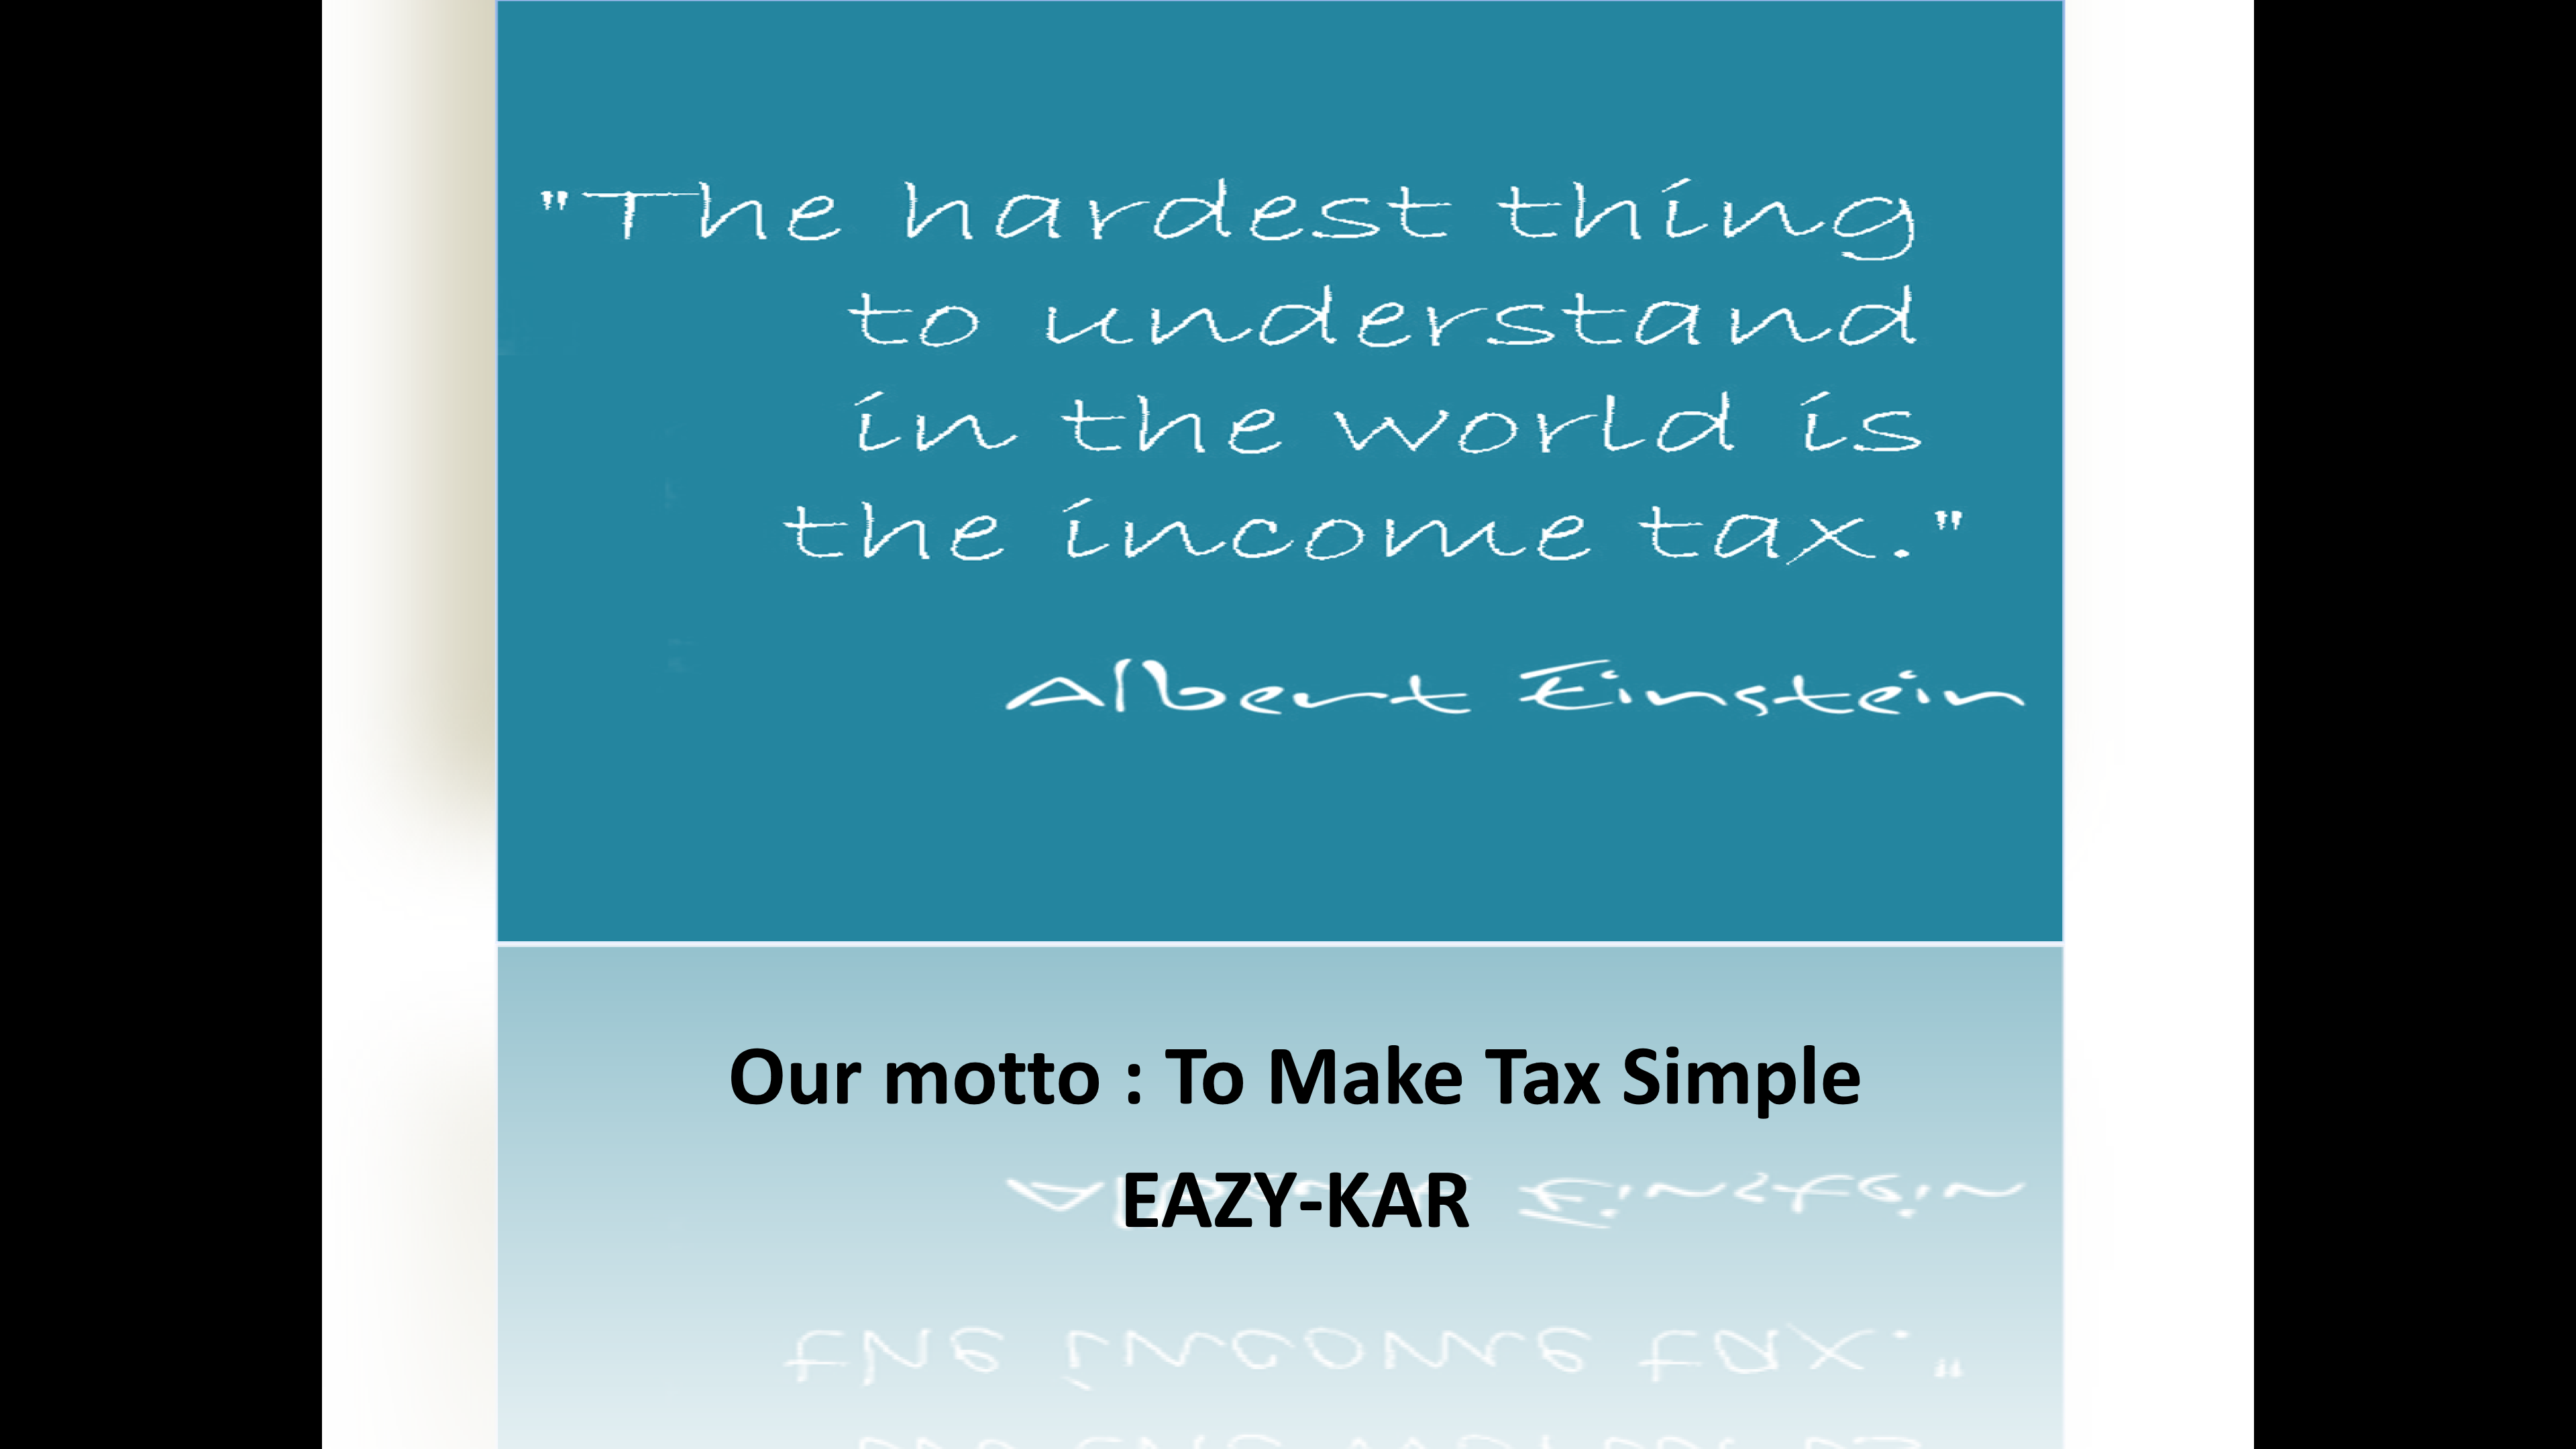 "The hardest thing
to understand
in the world is
the income tax."
Albert Einstein
Our motto : To Make Tax Simple
EAZY-KAR